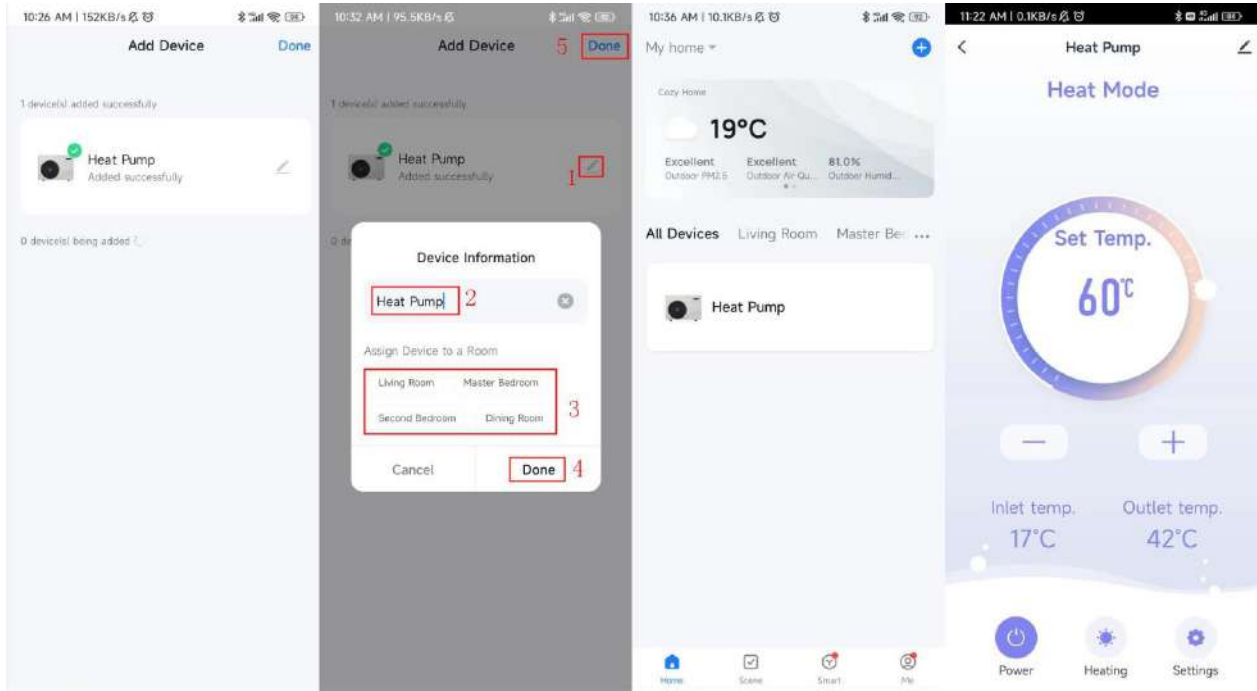 10:26 AM | 152KB/s
Add Device
Done
1 device(s) added successfully
Heat Pump
Added successfully
0 device(s) being added
10:32 AM | 95.5KB/s
Add Device
5
Done
1 device(s) added successfully
Heat Pump
Added successfully
1
Device Information
Heat Pump
2
Assign Device to a Room
Living Room
Master Bedroom
Second Bedroom
Dining Room
3
Cancel
Done
4
10:36 AM | 10.1KB/s
My home
Cozy Home
19°C
Excellent
Excellent
81.0%
Outdoor PM2.5
Outdoor Air Qu...
Outdoor Humid...
All Devices
Living Room
Master Be
...
Heat Pump
Home
Scene
Smart
Me
11:22 AM | 0.1KB/s
Heat Pump
Heat Mode
Set Temp.
60°C
Inlet temp.
Outlet temp.
17°C
42°C
Power
Heating
Settings